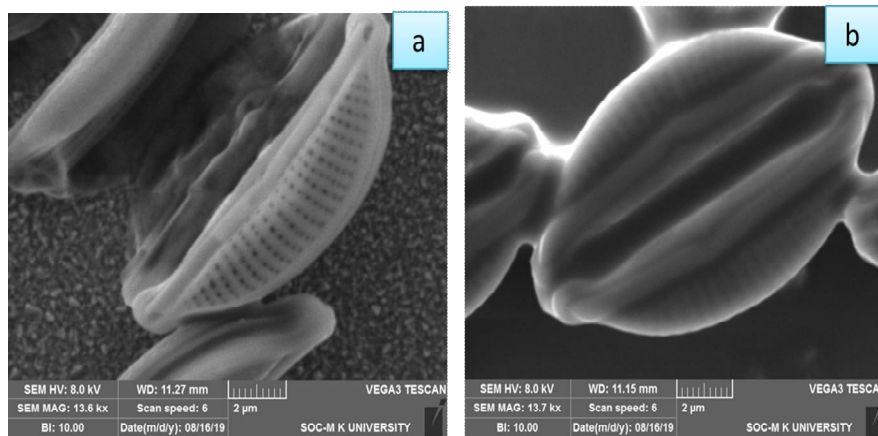 a
SEM HV: 8.0 kV WD: 11.27 mm VEGA3 TESCAN
SEM MAG: 13.6 kx Scan speed: 6 2 µm
BI: 10.00 Date(m/d/y): 08/16/19 SOC-M K UNIVERSITY
b
SEM HV: 8.0 kV WD: 11.15 mm VEGA3 TESCA
SEM MAG: 13.7 kx Scan speed: 6 2 µm
BI: 10.00 Date(m/d/y): 08/16/19 SOC-M K UNIVERSITY